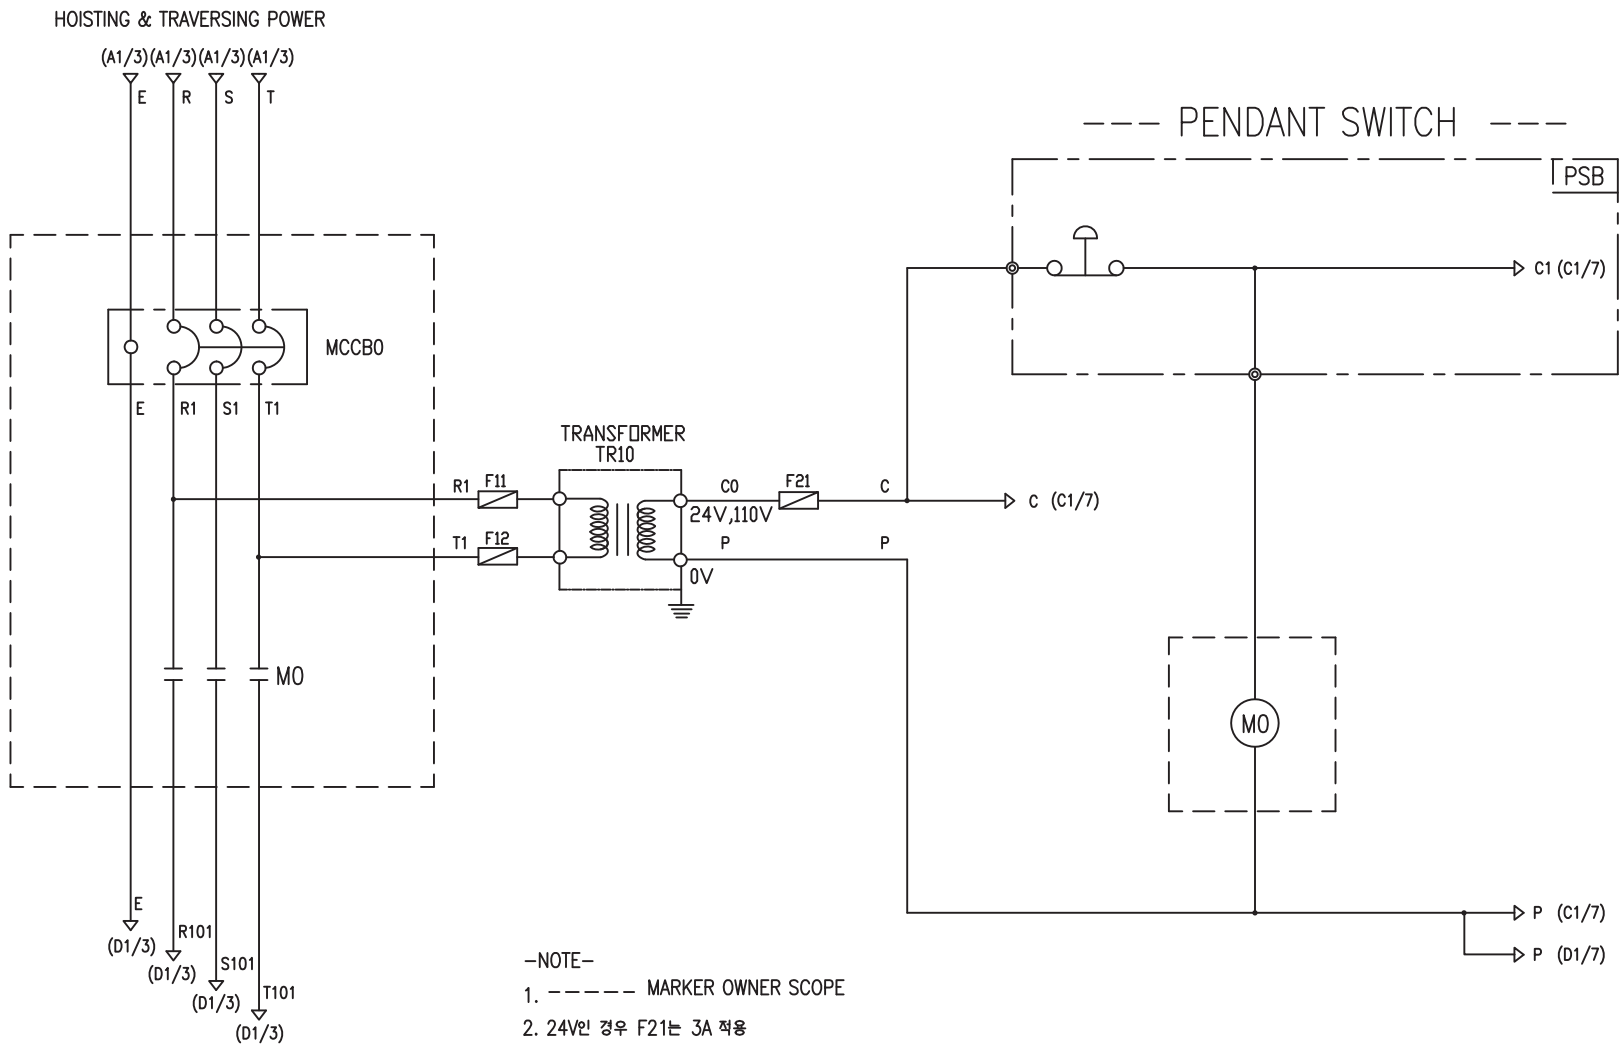 HOISTING & TRAVERSING POWER
(A1/3) (A1/3) (A1/3) (A1/3)
E R S T
PENDANT SWITCH
PSB
C1 (C1/7)
MCCB0
E R1 S1 T1
TRANSFORMER
TR10
R1 F11
C0 F21 C
C (C1/7)
24V,110V
T1 F12
P P
0V
M0
M0
E
(D1/3)
R101
(D1/3)
S101
(D1/3)
T101
(D1/3)
P (C1/7)
P (D1/7)
-NOTE-
1. ------ MARKER OWNER SCOPE
2. 24V인 경우 F21는 3A 적용